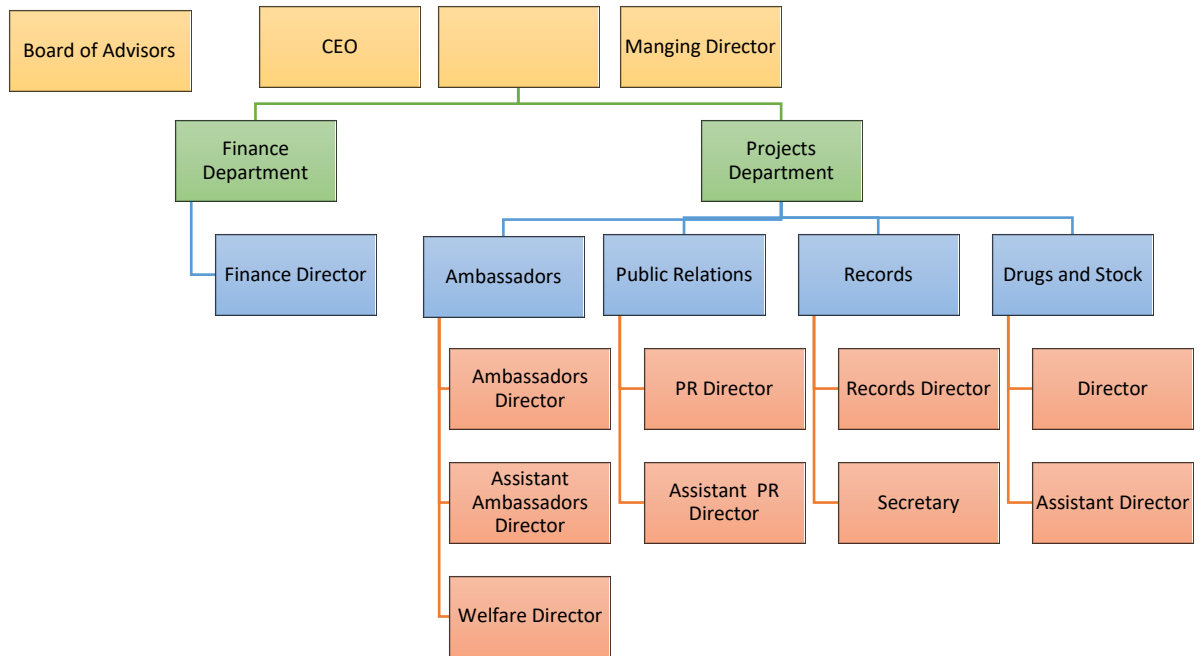 Board of Advisors
CEO
Manging Director
Finance
Department
Projects
Department
Finance Director
Ambassadors
Public Relations
Records
Drugs and Stock
Ambassadors
Director
PR Director
Records Director
Director
Assistant
Ambassadors
Director
Assistant  PR
Director
Secretary
Assistant Director
Welfare Director